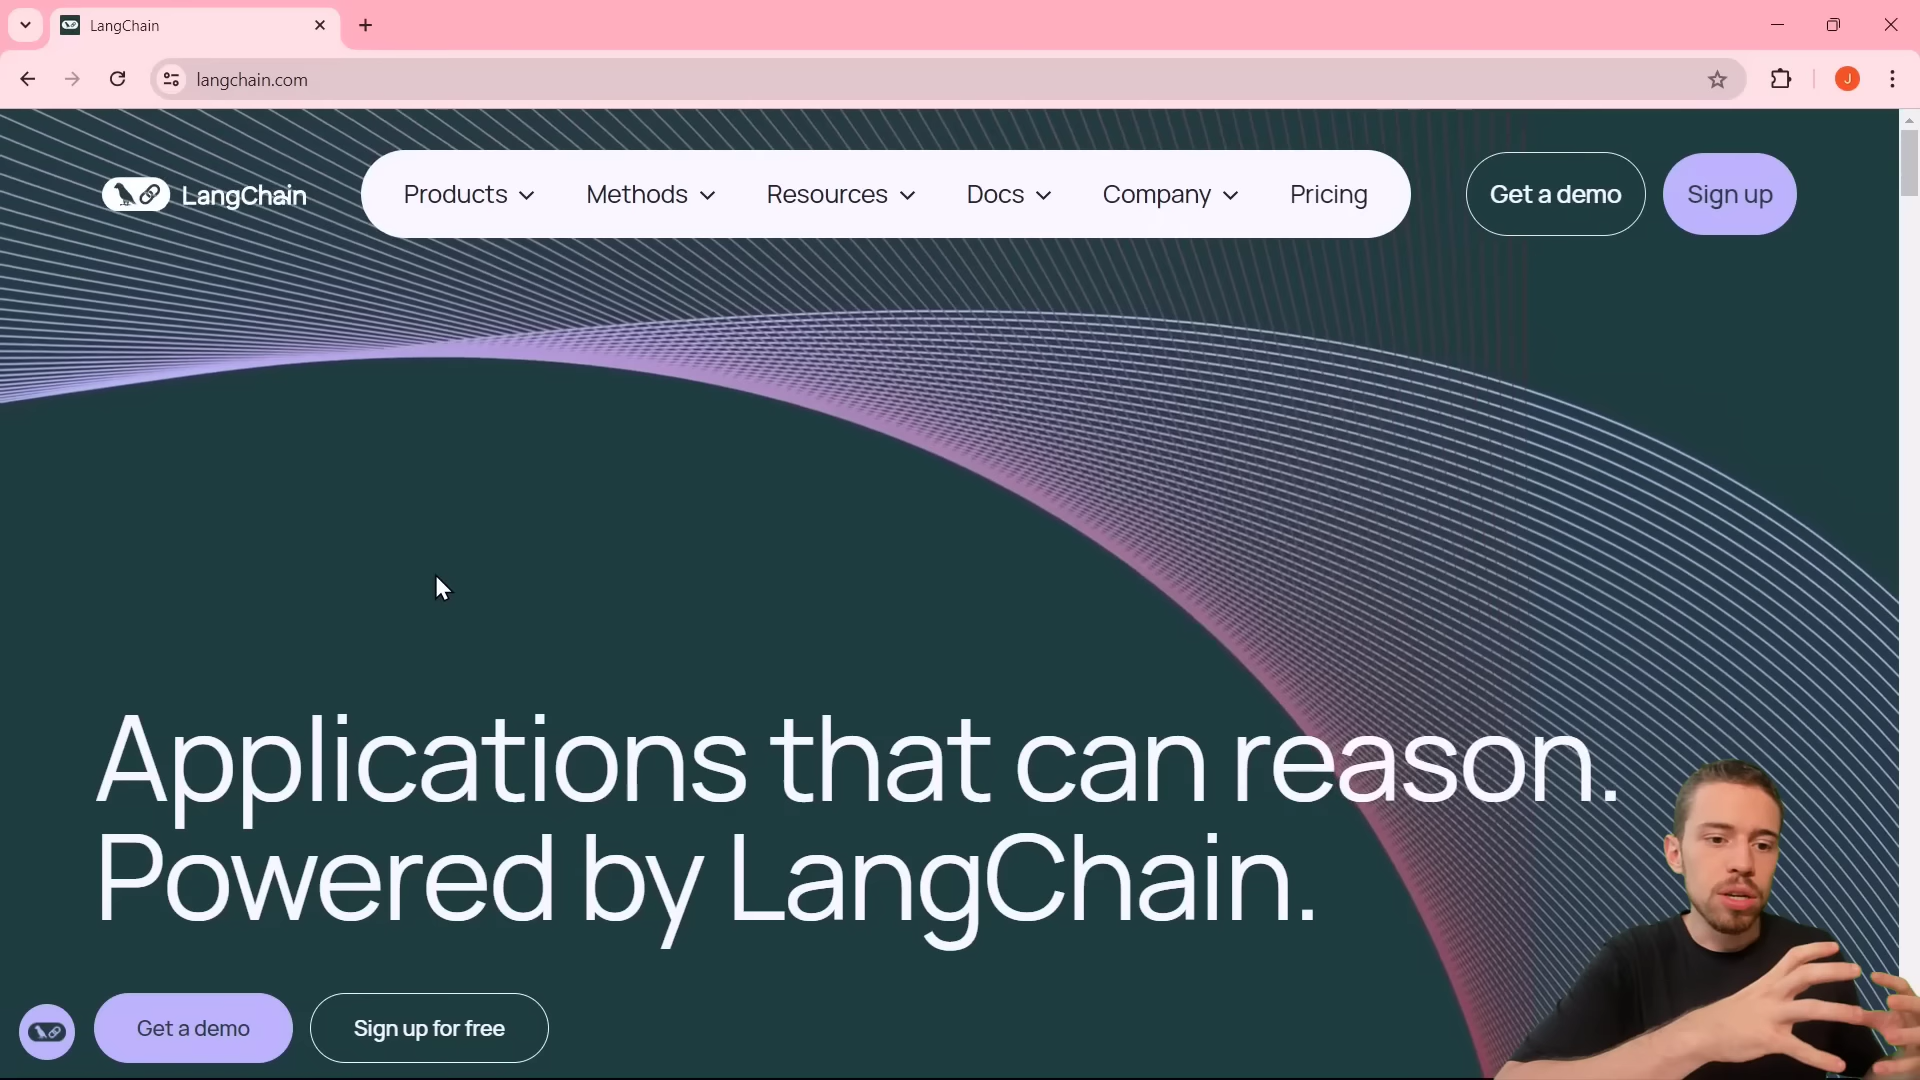 LangChain
langchain.com
J
LangChain
Products
Methods
Resources
Docs
Company
Pricing
Get a demo
Sign up
Applications that can reason.
Powered by LangChain.
Get a demo
Sign up for free